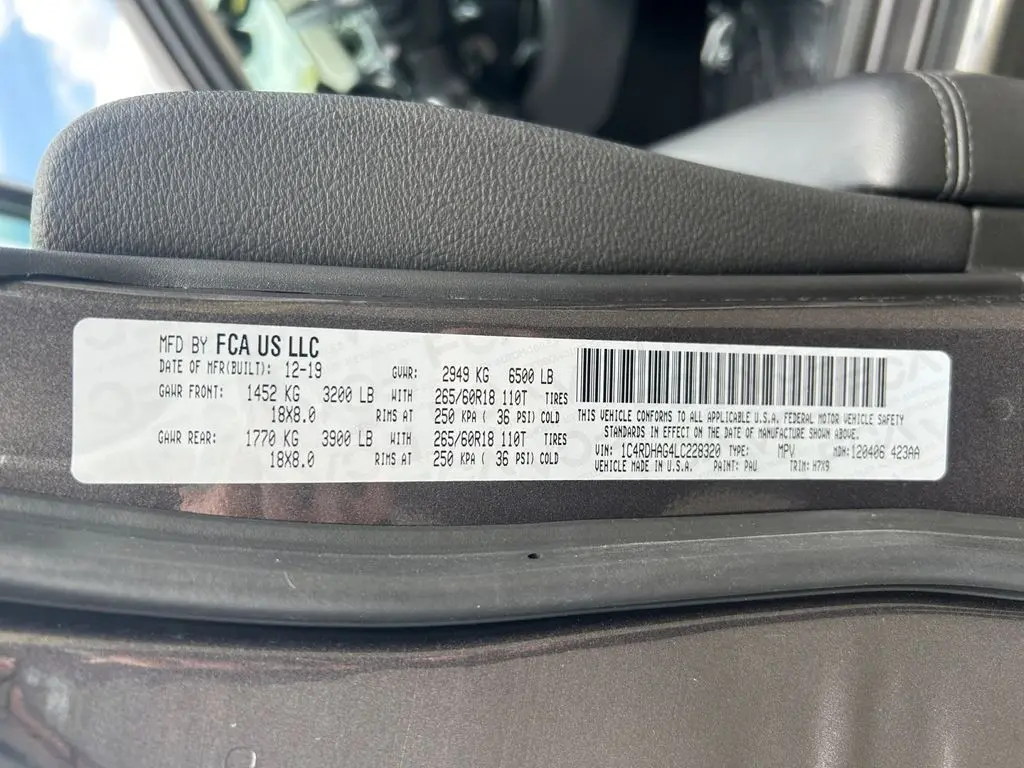 MFD BY FCA US LLC
DATE OF MFR(BUILT): 12-19 GVWR: 2949 KG 6500 LB
GAWR FRONT: 1452 KG 3200 LB WITH 265/60R18 110T TIRES
18X8.0 RIMS AT 250 KPA ( 36 PSI) COLD
GAWR REAR: 1770 KG 3900 LB WITH 265/60R18 110T TIRES
18X8.0 RIMS AT 250 KPA ( 36 PSI) COLD
THIS VEHICLE CONFORMS TO ALL APPLICABLE U.S.A. FEDERAL MOTOR VEHICLE SAFETY
STANDARDS IN EFFECT ON THE DATE OF MANUFACTURE SHOWN ABOVE.
VIN: 1C4RDHAG4LC228320 TYPE: MPV MDH: 120406 423AA
VEHICLE MADE IN U.S.A. PAINT: PAU TRIM: H7X9